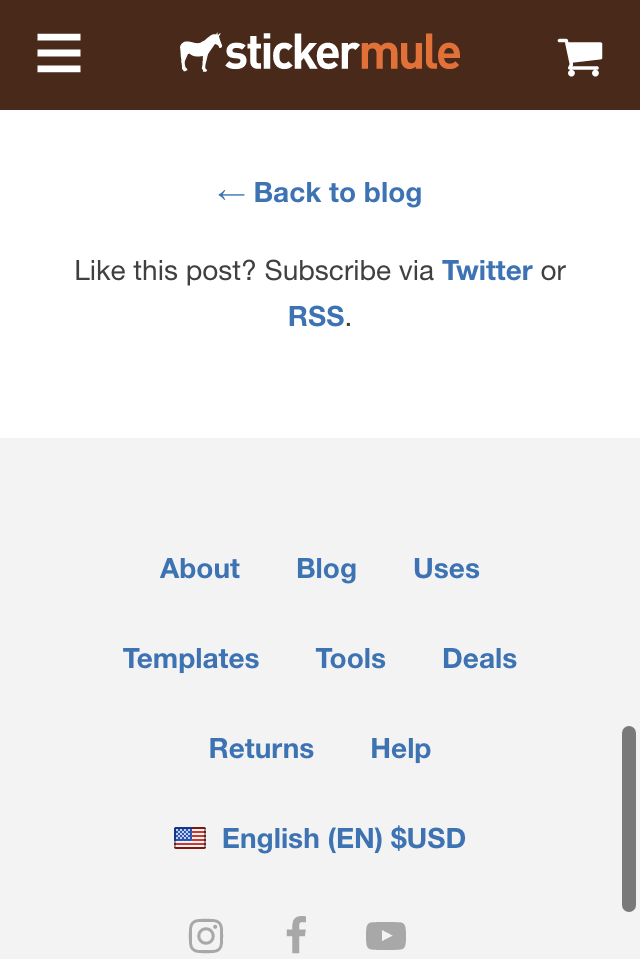 stickermule
← Back to blog
Like this post? Subscribe via Twitter or
RSS.
About Blog Uses
Templates Tools Deals
Returns Help
English (EN) $USD